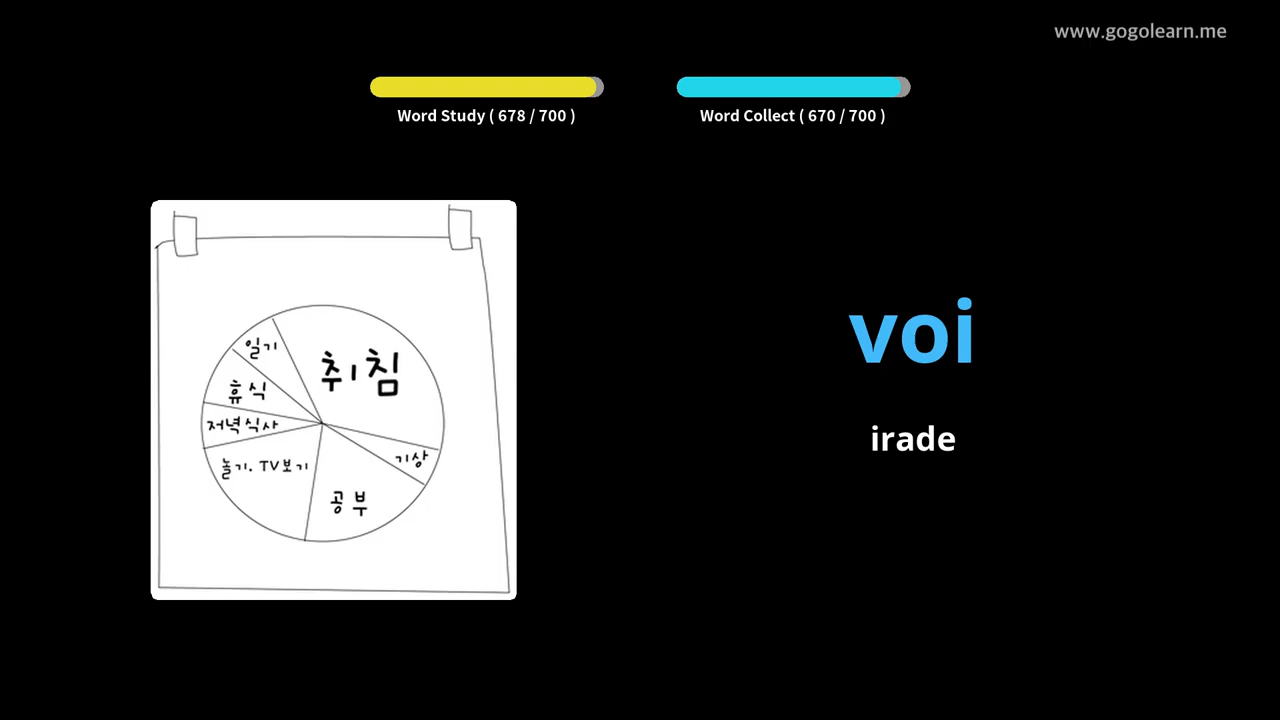 www.gogolearn.me
Word Study ( 678 / 700 )
Word Collect ( 670 / 700 )
일기
취침
휴식
저녁식사
놀기. TV보기
기상
공부
voi
irade